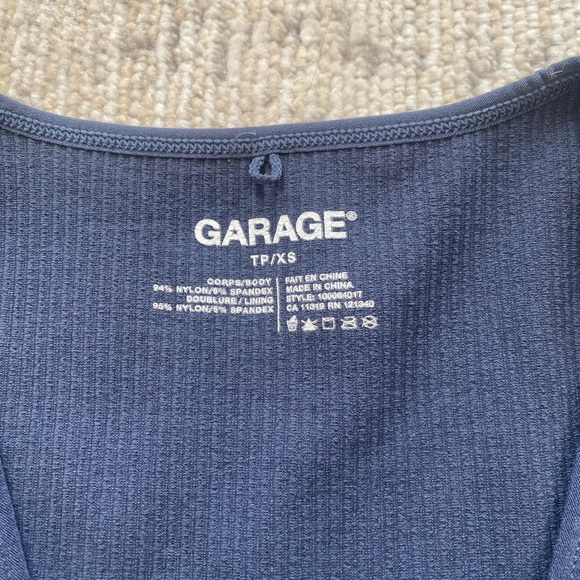 GARAGE®
TP/XS
CORPS/BODY
94% NYLON/6% SPANDEX
DOUBLURE / LINING
95% NYLON/5% SPANDEX
FAIT EN CHINE
MADE IN CHINA
STYLE: 100064017
CA 11319 RN 121340